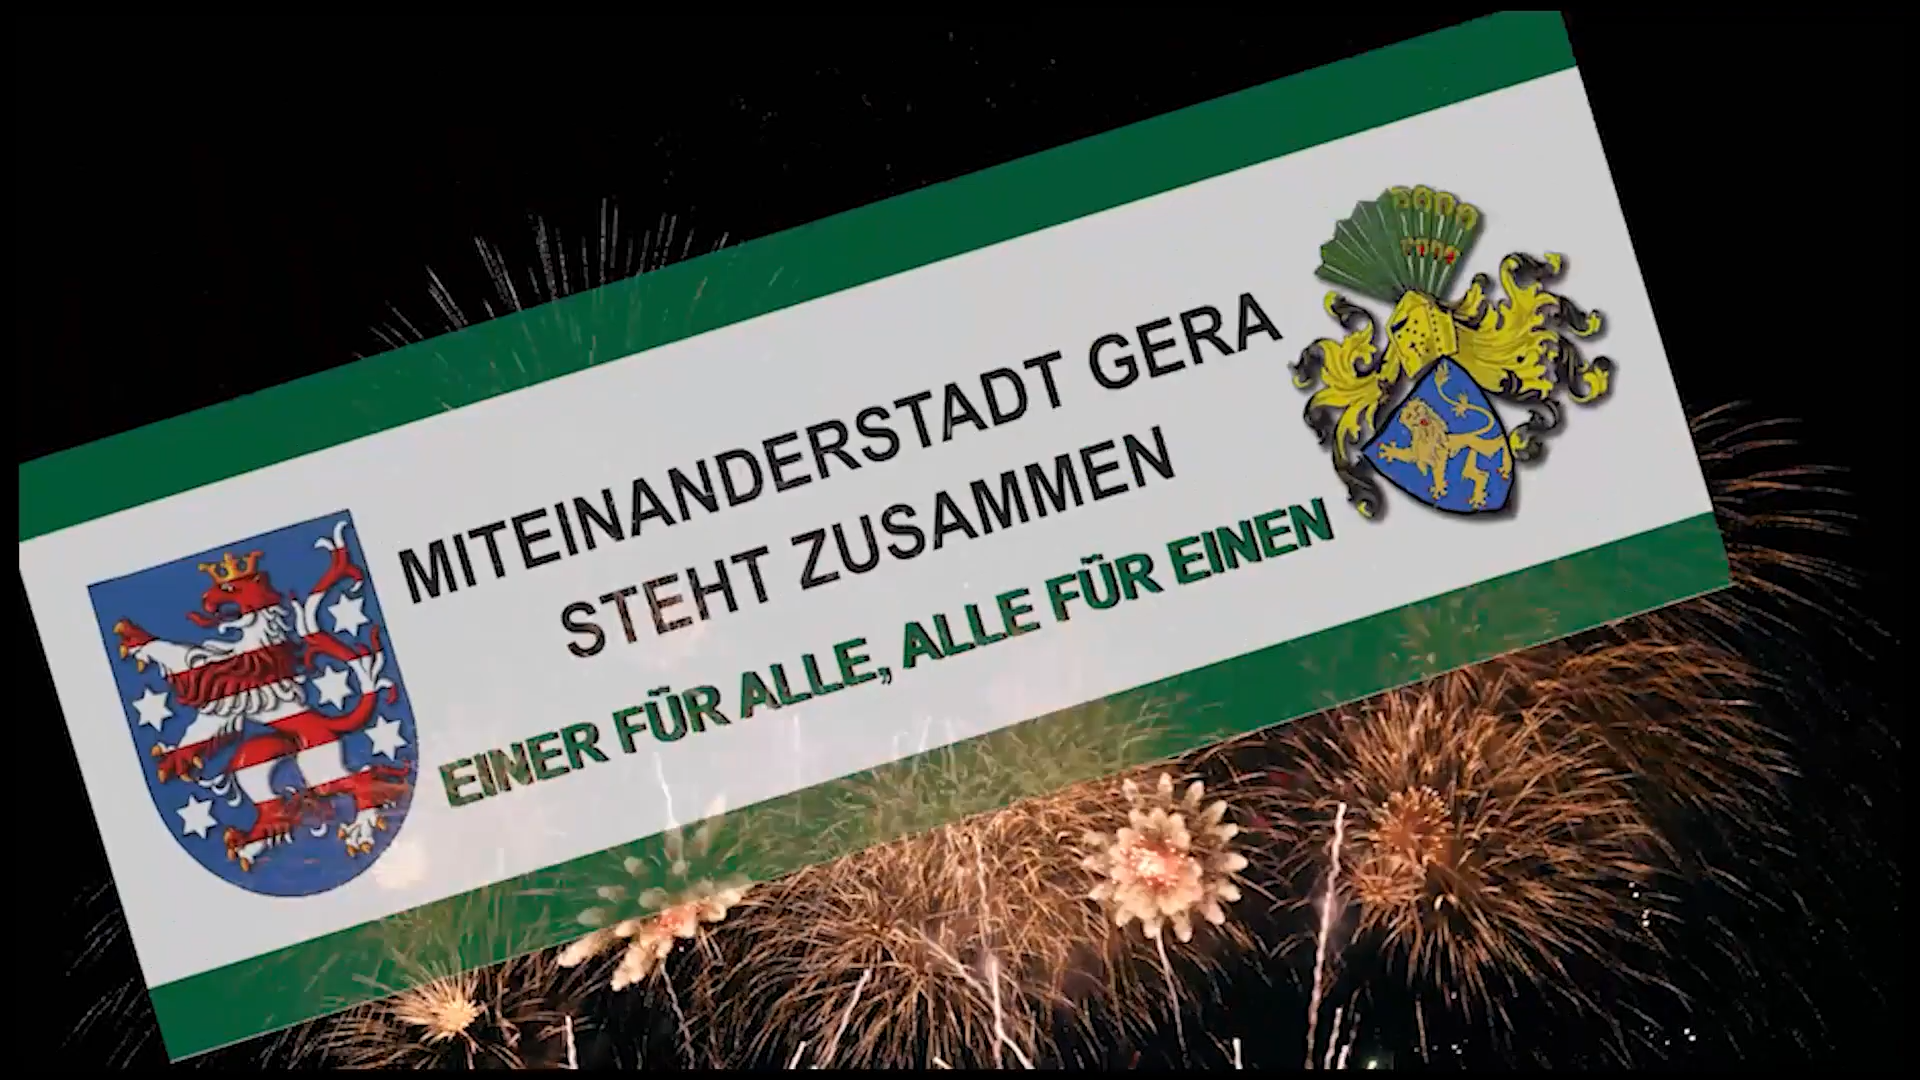 MITEINANDERSTADT GERA
STEHT ZUSAMMEN
EINER FÜR ALLE, ALLE FÜR EINEN